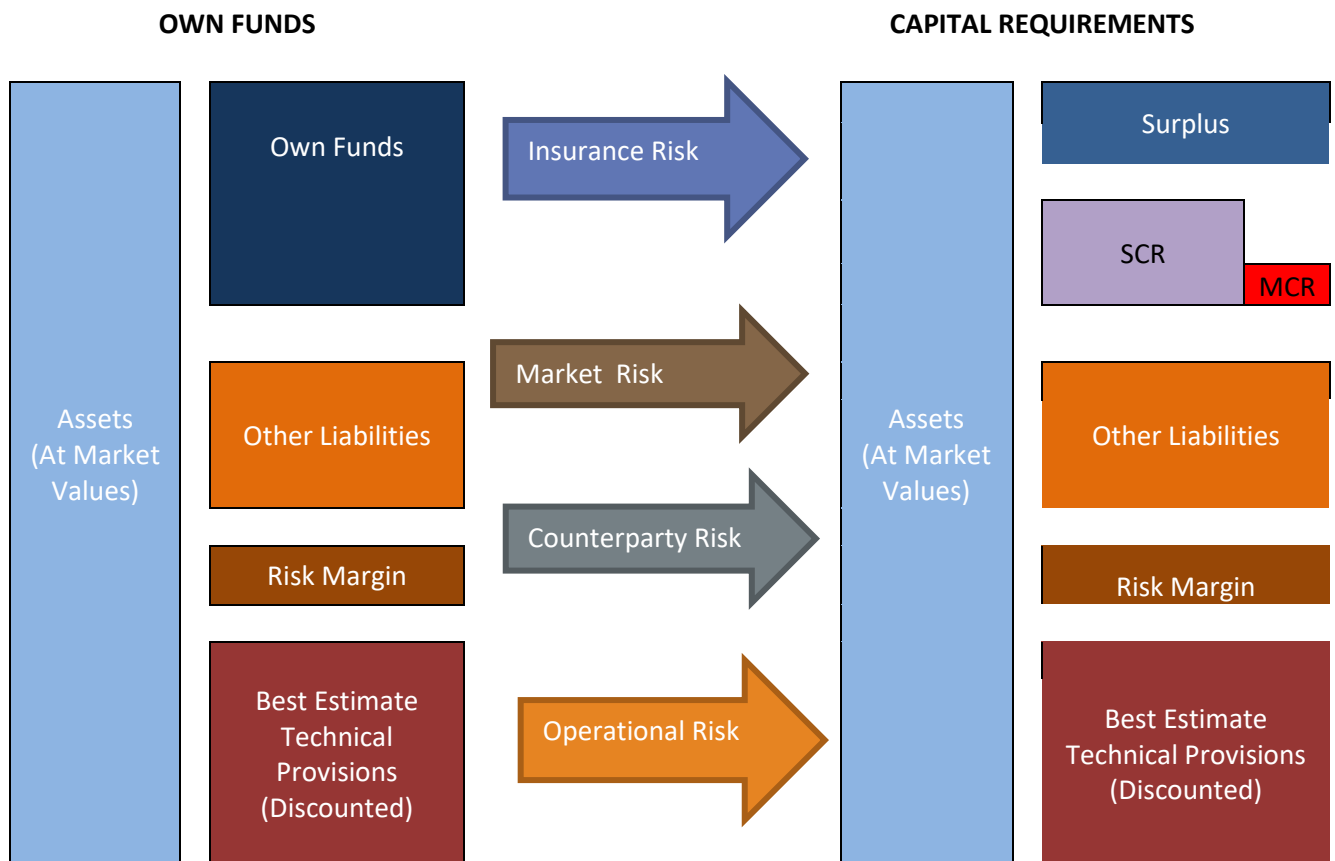 OWN FUNDS
CAPITAL REQUIREMENTS
Assets
(At Market
Values)
Own Funds
Other Liabilities
Risk Margin
Best Estimate
Technical
Provisions
(Discounted)
Insurance Risk
Market Risk
Counterparty Risk
Operational Risk
Assets
(At Market
Values)
Surplus
SCR
MCR
Other Liabilities
Risk Margin
Best Estimate
Technical Provisions
(Discounted)